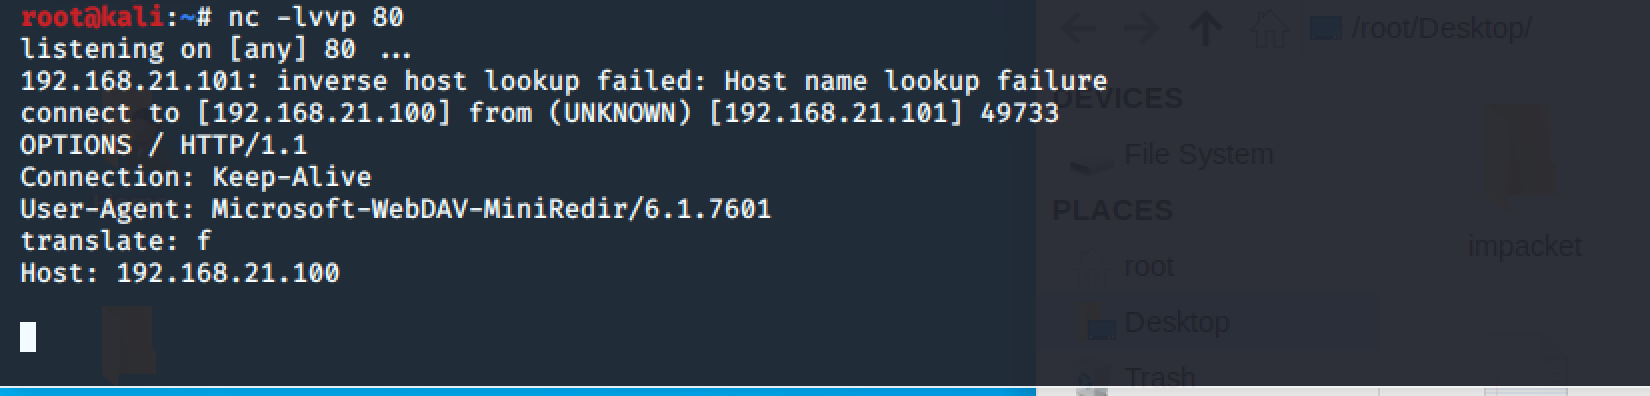 root@kali:~# nc -lvvp 80
listening on [any] 80 ...
192.168.21.101: inverse host lookup failed: Host name lookup failure
connect to [192.168.21.100] from (UNKNOWN) [192.168.21.101] 49733
OPTIONS / HTTP/1.1
Connection: Keep-Alive
User-Agent: Microsoft-WebDAV-MiniRedir/6.1.7601
translate: f
Host: 192.168.21.100
/root/Desktop/
DEVICES
File System
PLACES
root
Desktop
Trash
impacket